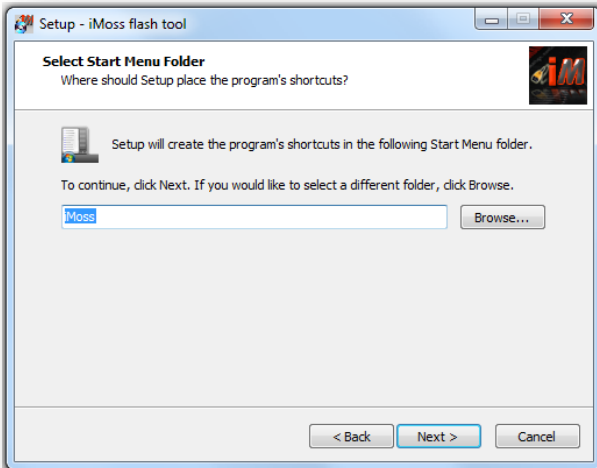 Setup - iMoss flash tool
Select Start Menu Folder
Where should Setup place the program's shortcuts?
iM
Setup will create the program's shortcuts in the following Start Menu folder.
To continue, click Next. If you would like to select a different folder, click Browse.
iMoss
Browse...
< Back
Next >
Cancel